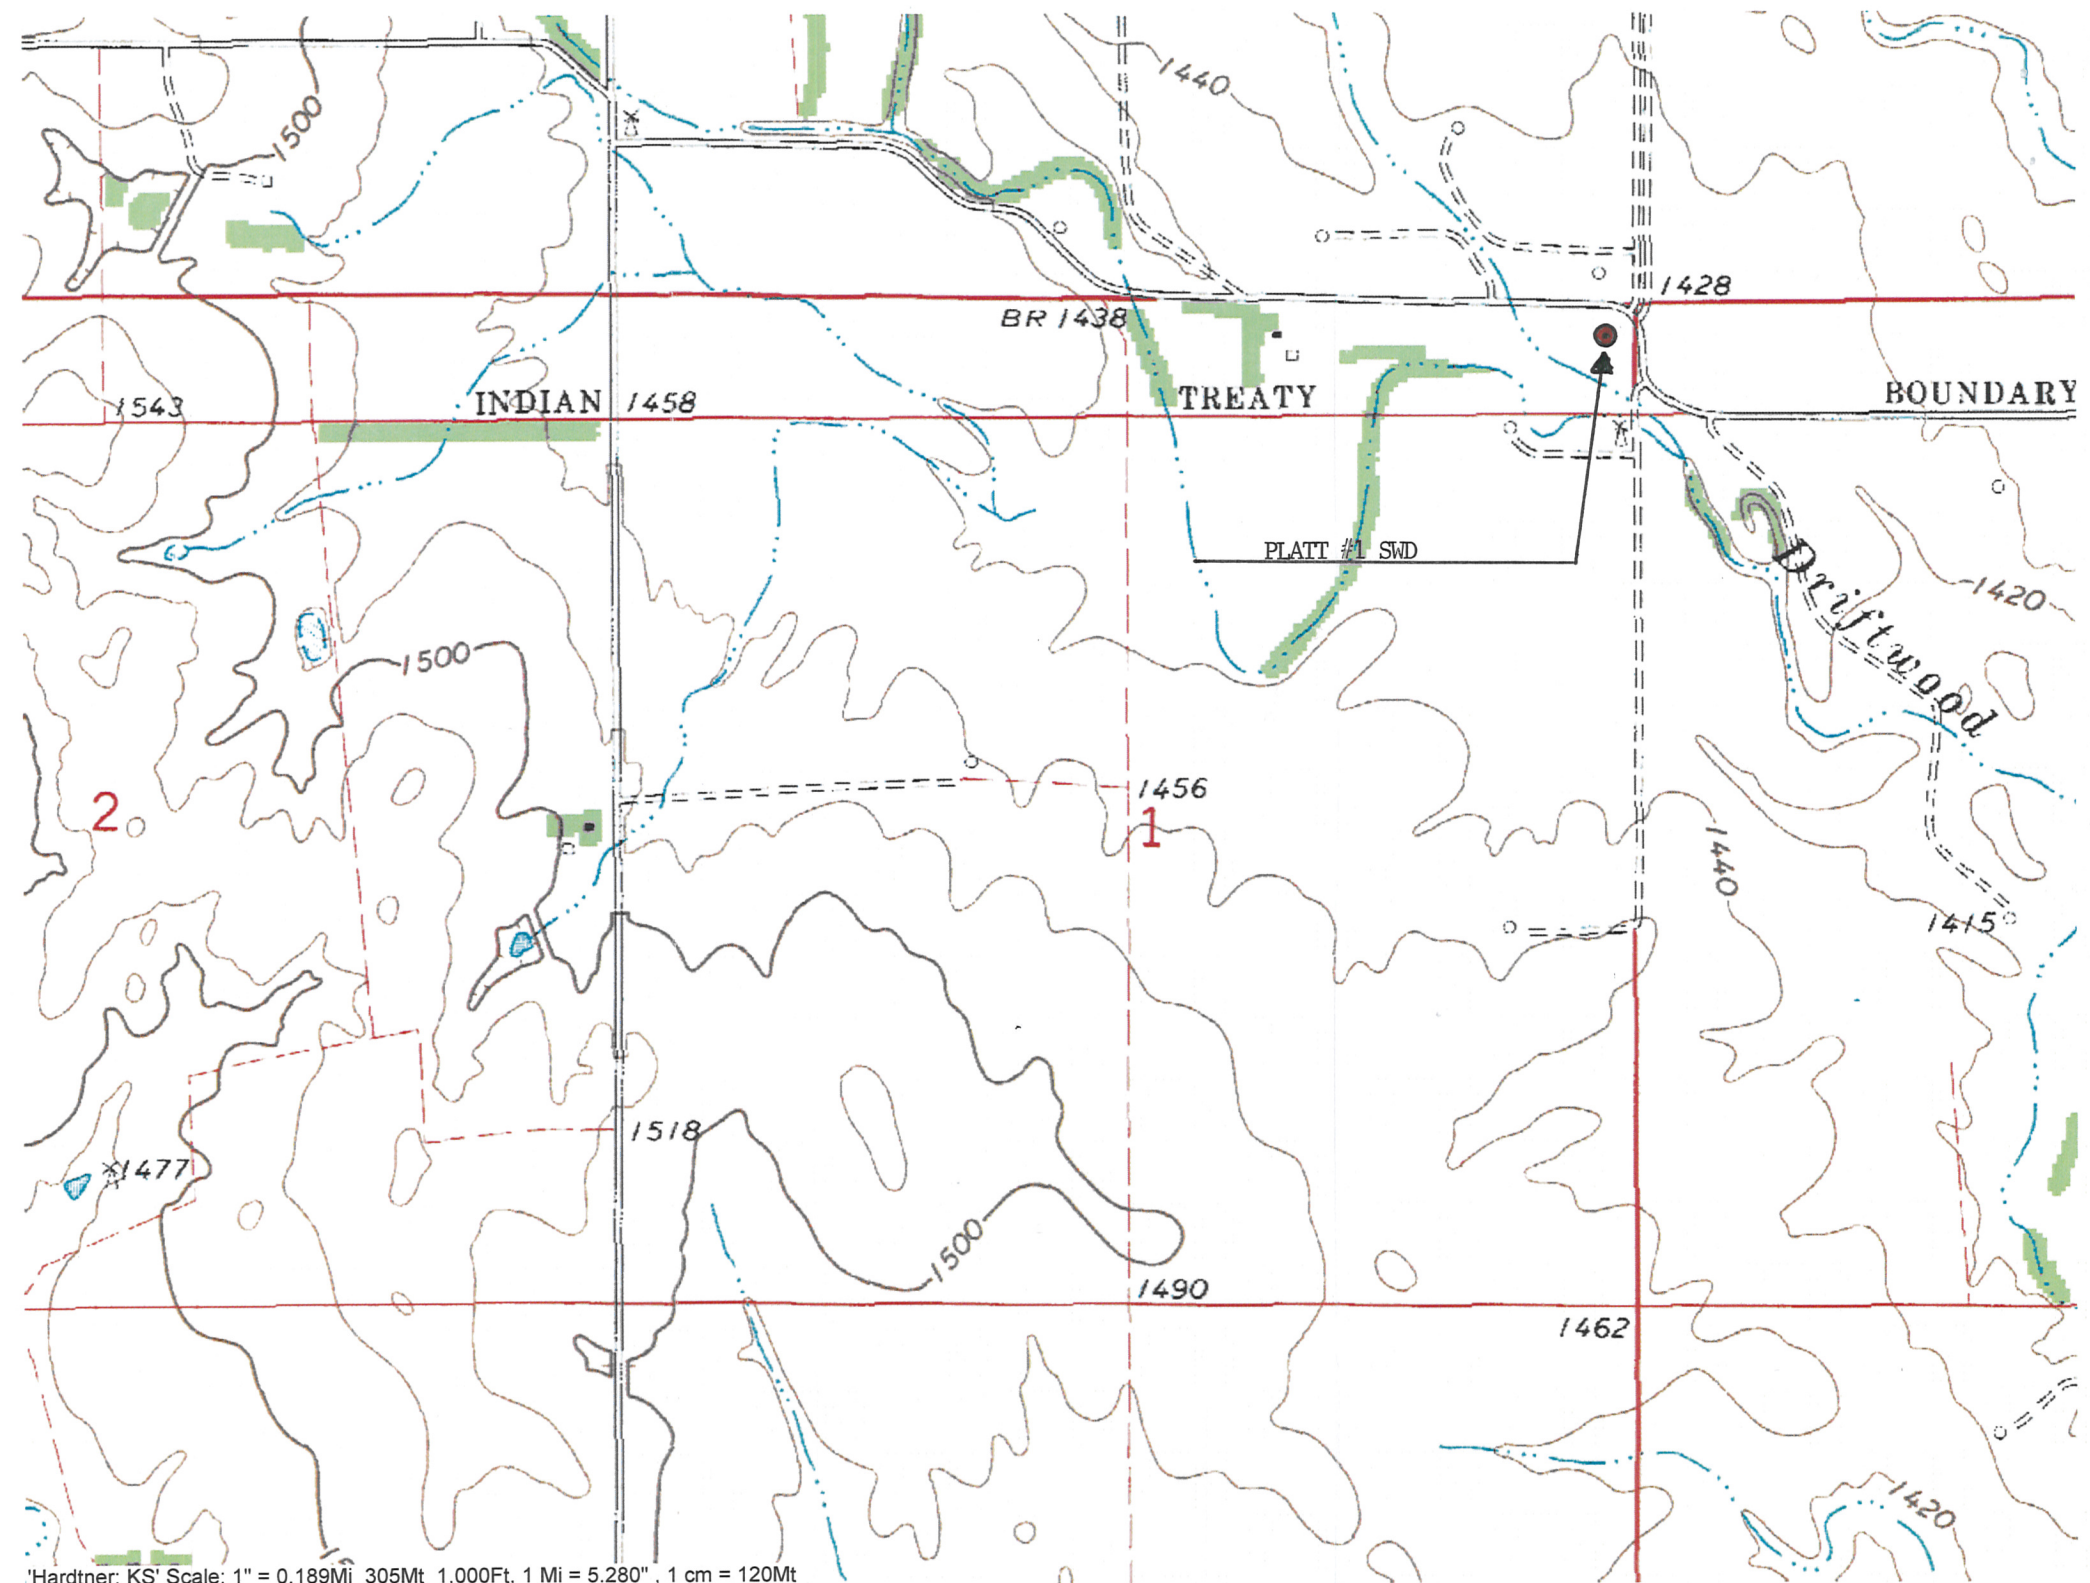 1440
1500
1428
BR 1438
1543
INDIAN
1458
TREATY
BOUNDARY
PLATT #1 SWD
Driftwood
1420
1500
1456
2
1
1440
1415
1518
1477
1500
1490
1462
1420
'Hardtner: KS' Scale: 1" = 0.189Mi 305Mt 1,000Ft, 1 Mi = 5.280" , 1 cm = 120Mt